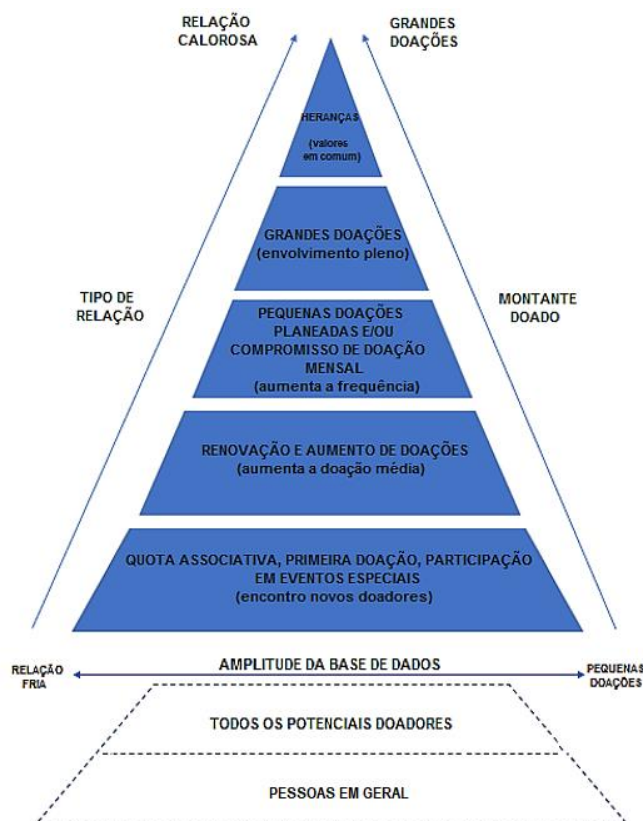 RELAÇÃO
CALOROSA
GRANDES
DOAÇÕES
HERANÇAS
(valores
em comum)
GRANDES DOAÇÕES
(envolvimento pleno)
TIPO DE
RELAÇÃO
MONTANTE
DOADO
PEQUENAS DOAÇÕES
PLANEADAS E/OU
COMPROMISSO DE DOAÇÃO
MENSAL
(aumenta a frequência)
RENOVAÇÃO E AUMENTO DE DOAÇÕES
(aumenta a doação média)
QUOTA ASSOCIATIVA, PRIMEIRA DOAÇÃO, PARTICIPAÇÃO
EM EVENTOS ESPECIAIS
(encontro novos doadores)
RELAÇÃO
FRIA
AMPLITUDE DA BASE DE DADOS
PEQUENAS
DOAÇÕES
TODOS OS POTENCIAIS DOADORES
PESSOAS EM GERAL